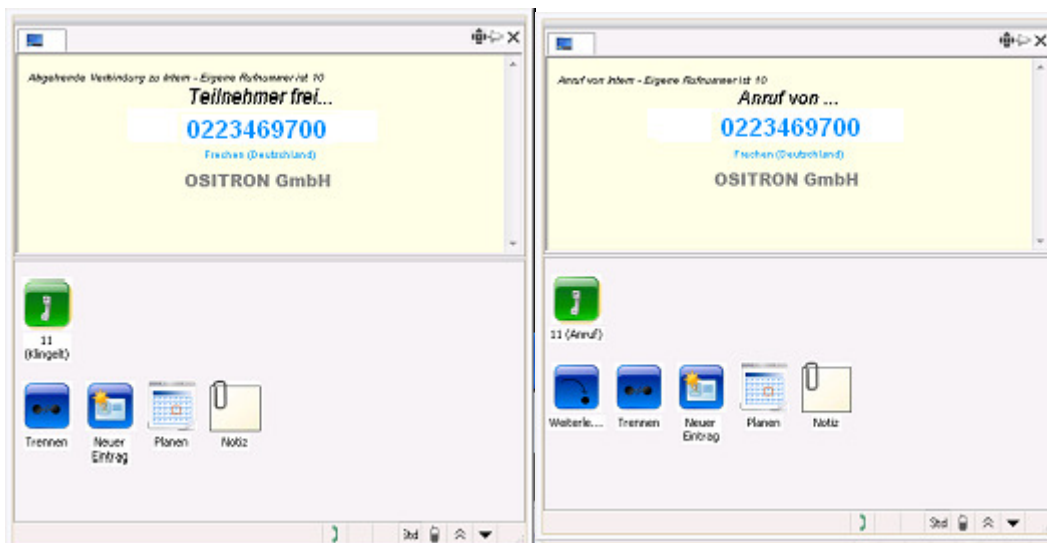 Abgehende Verbindung zu Intern - Eigene Rufnummer ist 10
Teilnehmer frei...
0223469700
Frechen (Deutschland)
OSITRON GmbH
11
(Klingelt)
Trennen
Neuer
Eintrag
Planen
Notiz
Std
Anruf von Intern - Eigene Rufnummer ist 10
Anruf von ...
0223469700
Frechen (Deutschland)
OSITRON GmbH
11 (Anruf)
Weiterle...
Trennen
Neuer
Eintrag
Planen
Notiz
Std